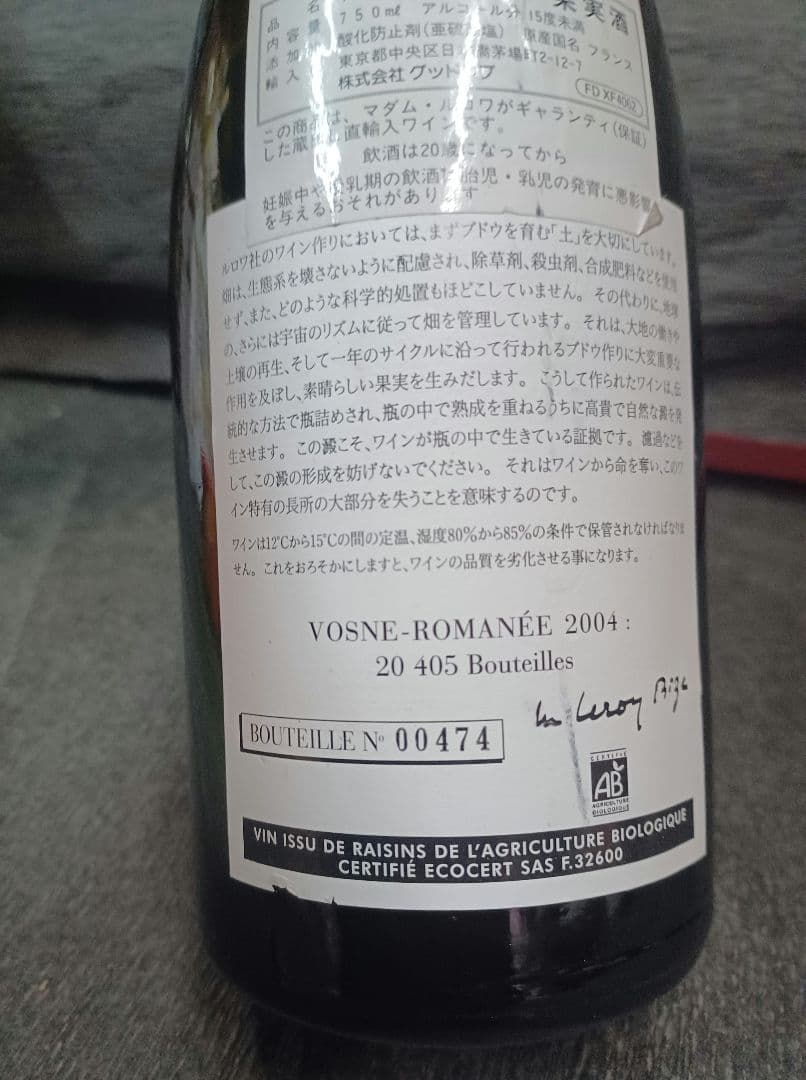 品 名 果実酒
内容量 750mℓ アルコール分 15度未満
添加 酸化防止剤(亜硫酸塩) 原産国名 フランス
輸入 東京都中央区日本橋茅場町2-12-7
株式会社 グッドリブ
FD XF4002
この商品は、マダム・ルロワがギャランティ(保証)
した蔵出し直輸入ワインです。
飲酒は20歳になってから
妊娠中や授乳期の飲酒は胎児・乳児の発育に悪影響
を与えるおそれがあります
ルロワ社のワイン作りにおいては、まずブドウを育む「土」を大切にしています。
畑は、生態系を壊さないように配慮され、除草剤、殺虫剤、合成肥料などを使用
せず、また、どのような科学的処置もほどこしていません。 その代わりに、地球
の、さらには宇宙のリズムに従って畑を管理しています。 それは、大地の働きや
土壌の再生、そして一年のサイクルに沿って行われるブドウ作りに大変重要な
作用を及ぼし、素晴らしい果実を生みだします。 こうして作られたワインは、伝
統的な方法で瓶詰めされ、瓶の中で熟成を重ねるうちに高貴で自然な澱を発
生させます。 この澱こそ、ワインが瓶の中で生きている証拠です。 濾過などを
して、この澱の形成を妨げないでください。 それはワインから命を奪い、このワ
イン特有の長所の大部分を失うことを意味するのです。
ワインは12℃から15℃の間の定温、湿度80%から85%の条件で保管されなければなりま
せん。 これをおろそかにしますと、ワインの品質を劣化させる事になります。
VOSNE-ROMANÉE 2004 :
20 405 Bouteilles
Leroy Bize
BOUTEILLE Nº 00474
CERTIFIÉ
AB
AGRICULTURE
BIOLOGIQUE
VIN ISSU DE RAISINS DE L'AGRICULTURE BIOLOGIQUE
CERTIFIÉ ECOCERT SAS F.32600